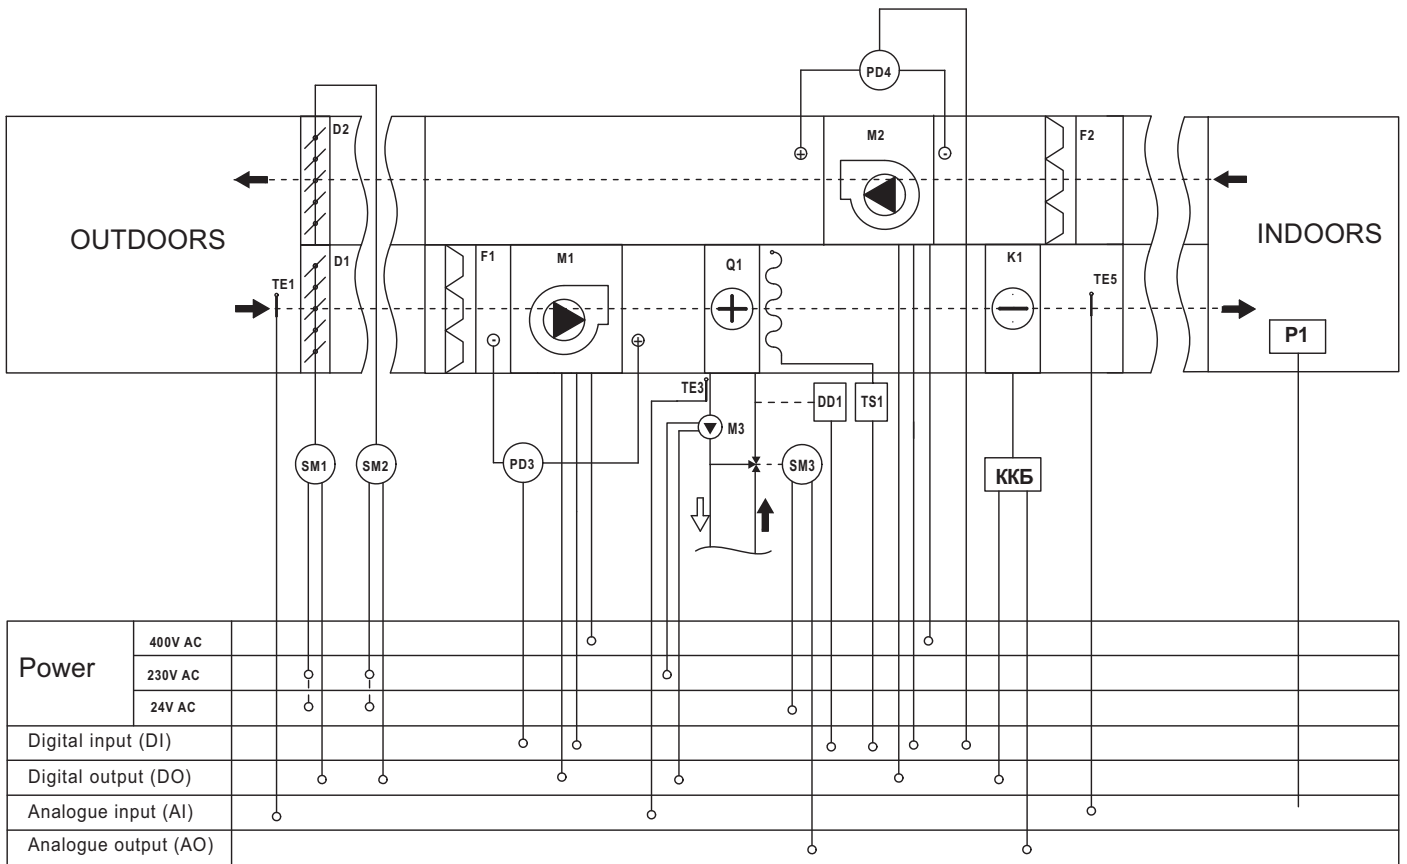 PD4
D2
M2
F2
OUTDOORS
INDOORS
D1
TE1
F1
M1
Q1
K1
TE5
P1
TE3
M3
DD1
TS1
SM1
SM2
PD3
SM3
ККБ
Power
400V AC
230V AC
24V AC
Digital input (DI)
Digital output (DO)
Analogue input (AI)
Analogue output (AO)